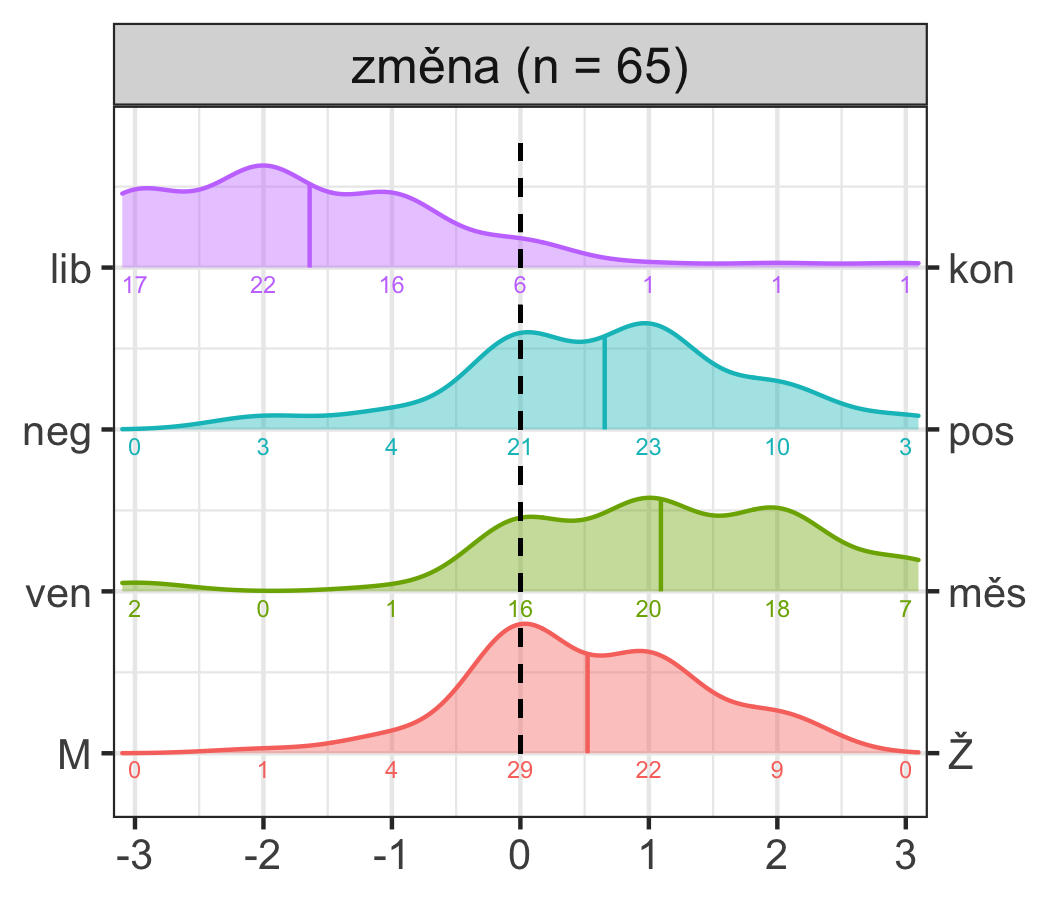 změna (n = 65)
lib kon
17 22 16 6 1 1 1
neg pos
0 3 4 21 23 10 3
ven měs
2 0 1 16 20 18 7
M Ž
0 1 4 29 22 9 0
-3 -2 -1 0 1 2 3